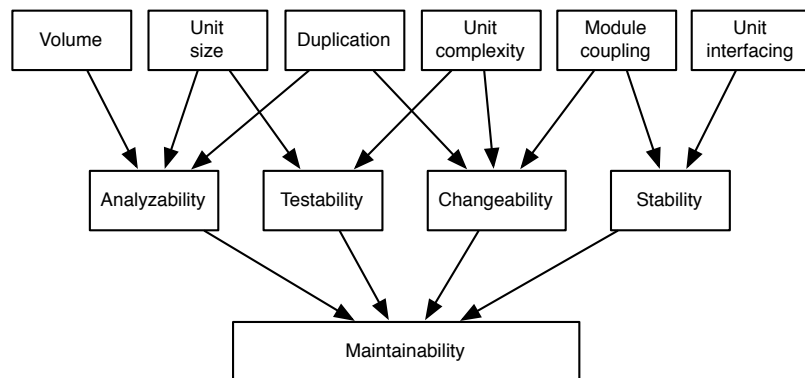 Volume
Unit
size
Duplication
Unit
complexity
Module
coupling
Unit
interfacing
Analyzability
Testability
Changeability
Stability
Maintainability